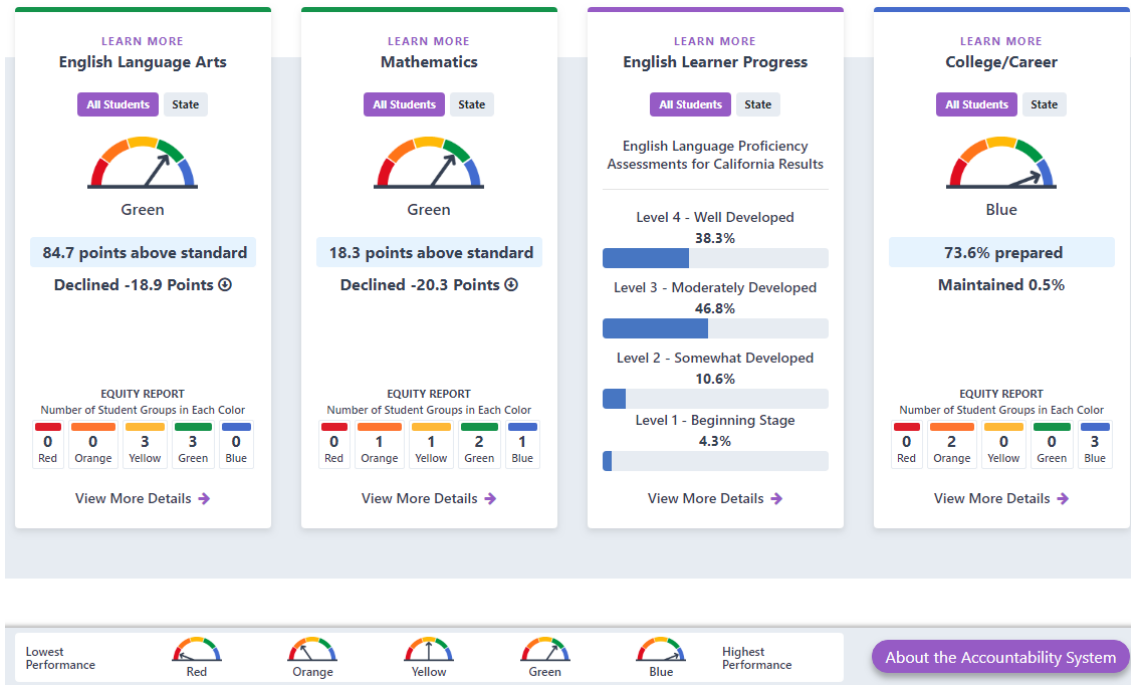 LEARN MORE
English Language Arts
All Students State
Green
84.7 points above standard
Declined -18.9 Points
EQUITY REPORT
Number of Student Groups in Each Color
0 0 3 3 0
Red Orange Yellow Green Blue
View More Details
LEARN MORE
Mathematics
All Students State
Green
18.3 points above standard
Declined -20.3 Points
EQUITY REPORT
Number of Student Groups in Each Color
0 1 1 2 1
Red Orange Yellow Green Blue
View More Details
LEARN MORE
English Learner Progress
All Students State
English Language Proficiency
Assessments for California Results
Level 4 - Well Developed
38.3%
Level 3 - Moderately Developed
46.8%
Level 2 - Somewhat Developed
10.6%
Level 1 - Beginning Stage
4.3%
View More Details
LEARN MORE
College/Career
All Students State
Blue
73.6% prepared
Maintained 0.5%
EQUITY REPORT
Number of Student Groups in Each Color
0 2 0 0 3
Red Orange Yellow Green Blue
View More Details
Lowest
Performance
Red
Orange
Yellow
Green
Blue
Highest
Performance
About the Accountability System